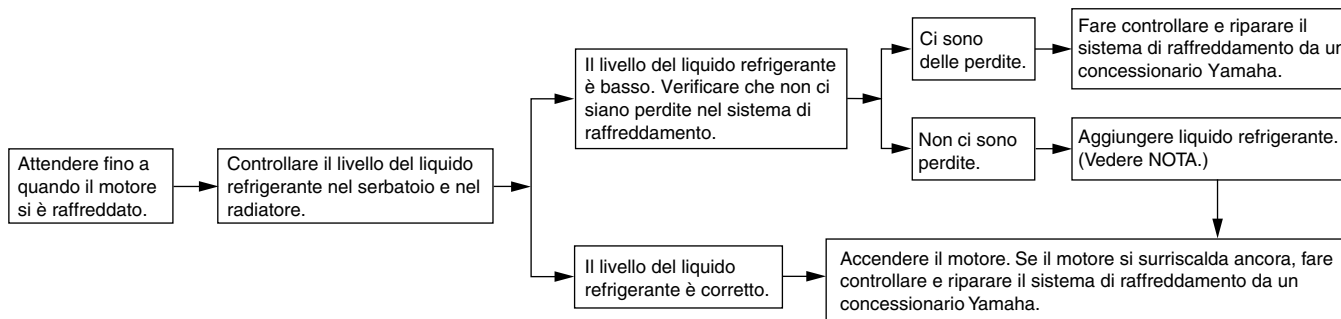 Attendere fino a
quando il motore
si è raffreddato.
Controllare il livello del liquido
refrigerante nel serbatoio e nel
radiatore.
Il livello del liquido refrigerante
è basso. Verificare che non ci
siano perdite nel sistema di
raffreddamento.
Ci sono
delle perdite.
Fare controllare e riparare il
sistema di raffreddamento da un
concessionario Yamaha.
Non ci sono
perdite.
Aggiungere liquido refrigerante.
(Vedere NOTA.)
Il livello del liquido
refrigerante è corretto.
Accendere il motore. Se il motore si surriscalda ancora, fare
controllare e riparare il sistema di raffreddamento da un
concessionario Yamaha.